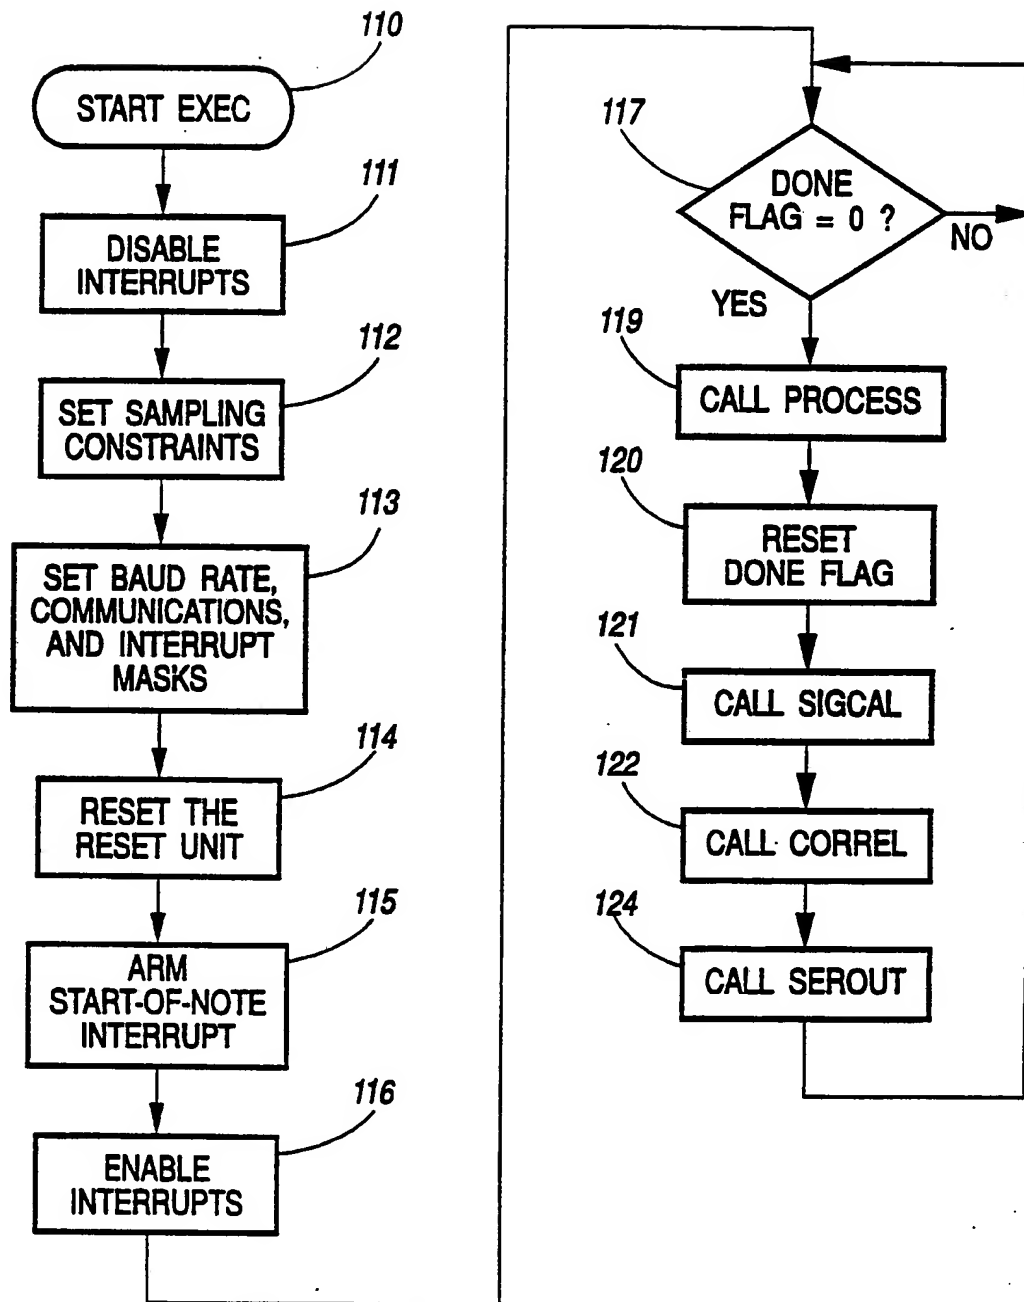 110
START EXEC
111
DISABLE
INTERRUPTS
112
SET SAMPLING
CONSTRAINTS
113
SET BAUD RATE,
COMMUNICATIONS,
AND INTERRUPT
MASKS
114
RESET THE
RESET UNIT
115
ARM
START-OF-NOTE
INTERRUPT
116
ENABLE
INTERRUPTS
117
DONE
FLAG = 0 ?
NO
YES
119
CALL PROCESS
120
RESET
DONE FLAG
121
CALL SIGCAL
122
CALL CORREL
124
CALL SEROUT